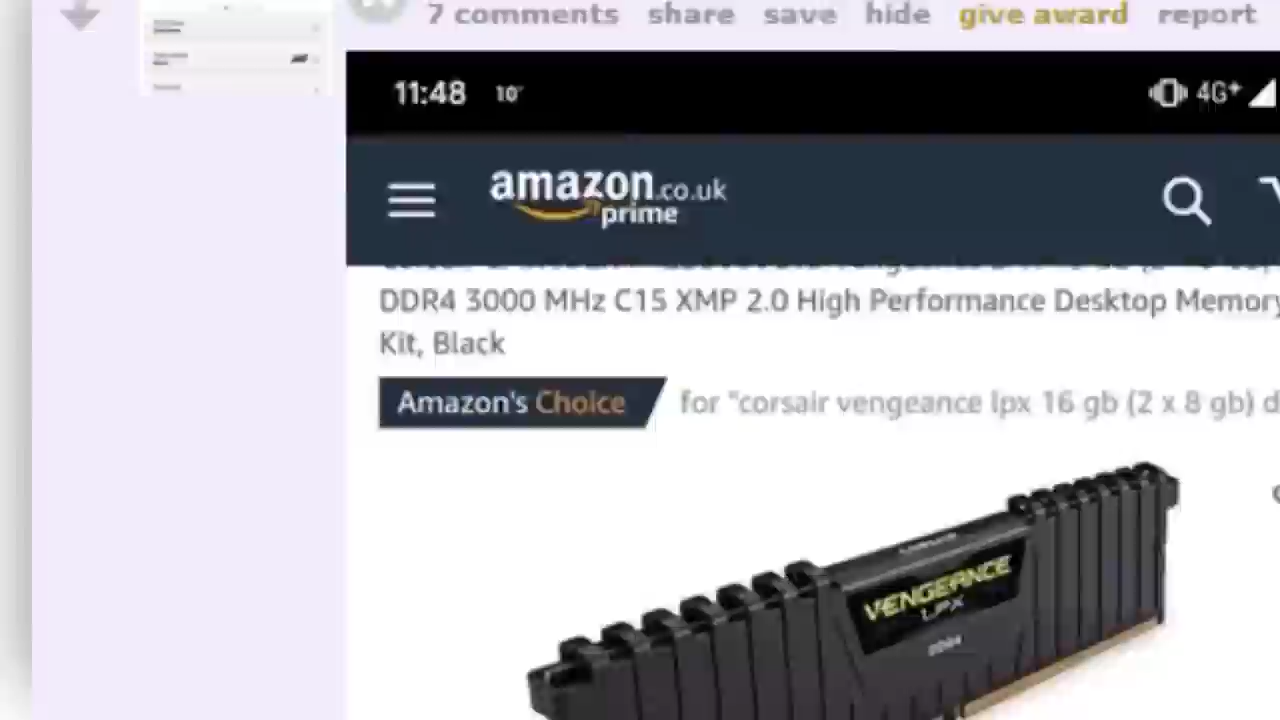 7 comments share save hide give award report
11:48 10° 4G+
amazon.co.uk
prime
DDR4 3000 MHz C15 XMP 2.0 High Performance Desktop Memory
Kit, Black
Amazon's Choice for "corsair vengeance lpx 16 gb (2 x 8 gb) d
VENGEANCE
LPX
DDR4